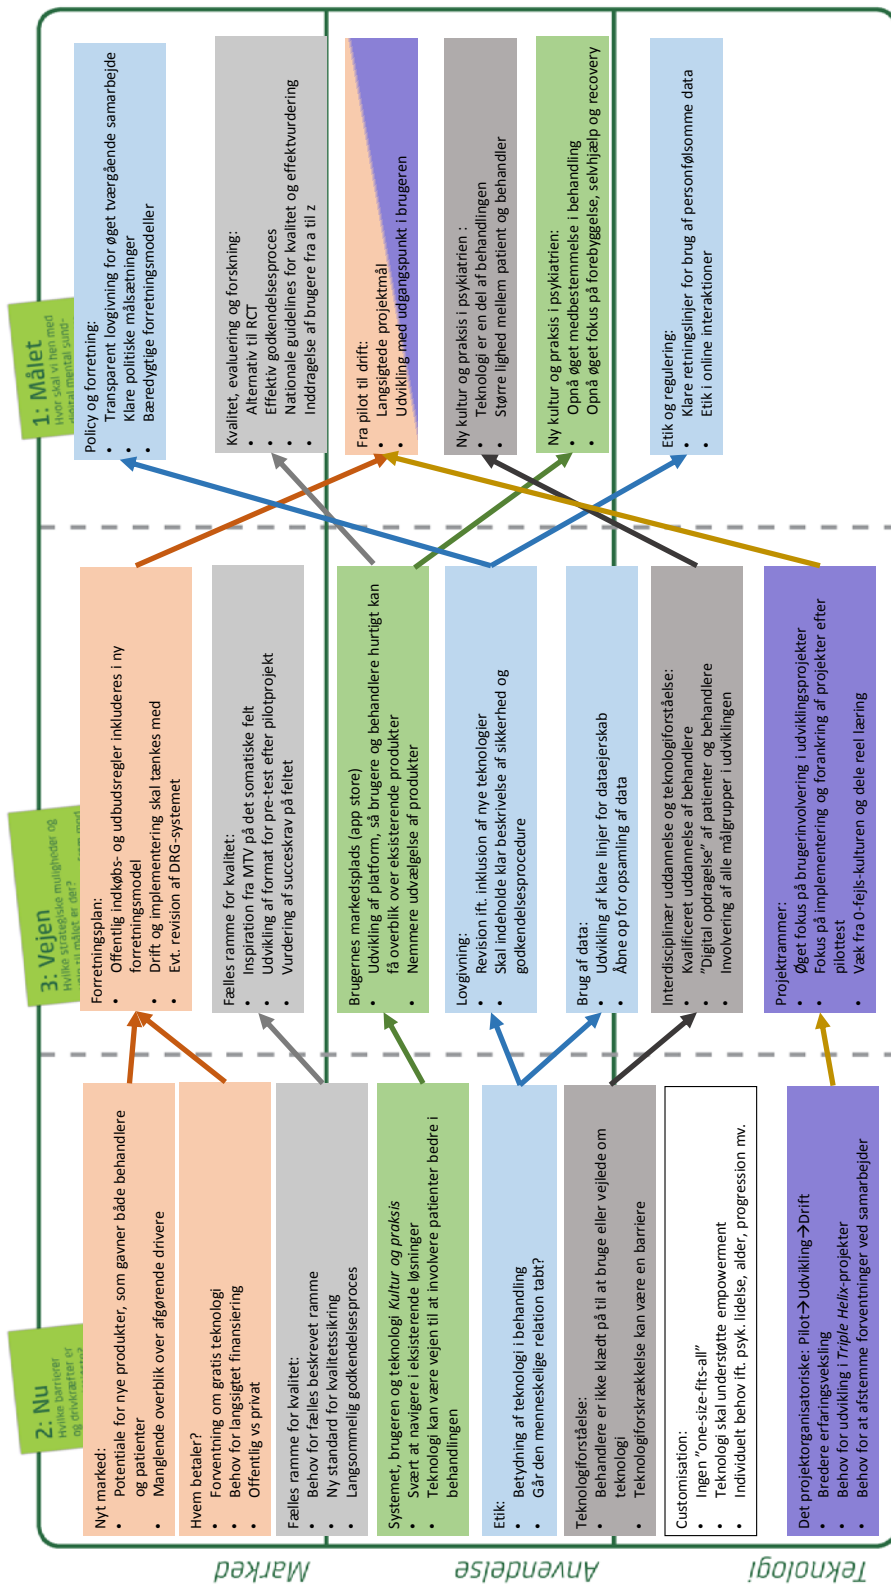 2: Nu
Hvilke barrierer
og drivkræfter er
Nyt marked:
• Potentiale for nye produkter, som gavner både behandlere
og patienter
• Manglende overblik over afgørende drivere
Hvem betaler?
• Forventning om gratis teknologi
• Behov for langsigtet finansiering
• Offentlig vs privat
Fælles ramme for kvalitet:
• Behov for fælles beskrevet ramme
• Ny standard for kvalitetssikring
• Langsommelig godkendelsesproces
Systemet, brugeren og teknologi Kultur og praksis
• Svært at navigere i eksisterende løsninger
• Teknologi kan være vejen til at involvere patienter bedre i
behandlingen
Etik:
• Betydning af teknologi i behandling
• Går den menneskelige relation tabt?
Teknologiforståelse:
• Behandlere er ikke klædt på til at bruge eller vejlede om
teknologi
• Teknologiforskrækkelse kan være en barriere
Customisation:
• Ingen ”one-size-fits-all”
• Teknologi skal understøtte empowerment
• Individuelt behov ift. psyk. lidelse, alder, progression mv.
Det projektorganisatoriske: Pilot→Udvikling→Drift
• Bredere erfaringsveksling
• Behov for udvikling i Triple Helix-projekter
• Behov for at afstemme forventninger ved samarbejder
3: Vejen
Hvilke strategiske muligheder og
til målet er der?
Forretningsplan:
• Offentlig indkøbs- og udbudsregler inkluderes i ny
forretningsmodel
• Drift og implementering skal tænkes med
• Evt. revision af DRG-systemet
Fælles ramme for kvalitet:
• Inspiration fra MTV på det somatiske felt
• Udvikling af format for pre-test efter pilotprojekt
• Vurdering af succeskrav på feltet
Brugernes markedsplads (app store)
• Udvikling af platform, så brugere og behandlere hurtigt kan
få overblik over eksisterende produkter
• Nemmere udvælgelse af produkter
Lovgivning:
• Revision ift. inklusion af nye teknologier
• Skal indeholde klar beskrivelse af sikkerhed og
godkendelsesprocedure
Brug af data:
• Udvikling af klare linjer for dataejerskab
• Åbne op for opsamling af data
Interdisciplinær uddannelse og teknologiforståelse:
• Kvalificeret uddannelse af behandlere
• ”Digital opdragelse” af patienter og behandlere
• Involvering af alle målgrupper i udviklingen
Projektrammer:
• Øget fokus på brugerinvolvering i udviklingsprojekter
• Fokus på implementering og forankring af projekter efter
pilottest
• Væk fra 0-fejls-kulturen og dele reel læring
1: Målet
Hvor skal vi hen med
digital mental sund-
Policy og forretning:
• Transparent lovgivning for øget tværgående samarbejde
• Klare politiske målsætninger
• Bæredygtige forretningsmodeller
Kvalitet, evaluering og forskning:
• Alternativ til RCT
• Effektiv godkendelsesproces
• Nationale guidelines for kvalitet og effektvurdering
• Inddragelse af brugere fra a til z
Fra pilot til drift:
• Langsigtede projektmål
• Udvikling med udgangspunkt i brugeren
Ny kultur og praksis i psykiatrien :
• Teknologi er en del af behandlingen
• Større lighed mellem patient og behandler
Ny kultur og praksis i psykiatrien:
• Opnå øget medbestemmelse i behandling
• Opnå øget fokus på forebyggelse, selvhjælp og recovery
Etik og regulering:
• Klare retningslinjer for brug af personfølsomme data
• Etik i online interaktioner
Marked
Anvendelse
Teknologi